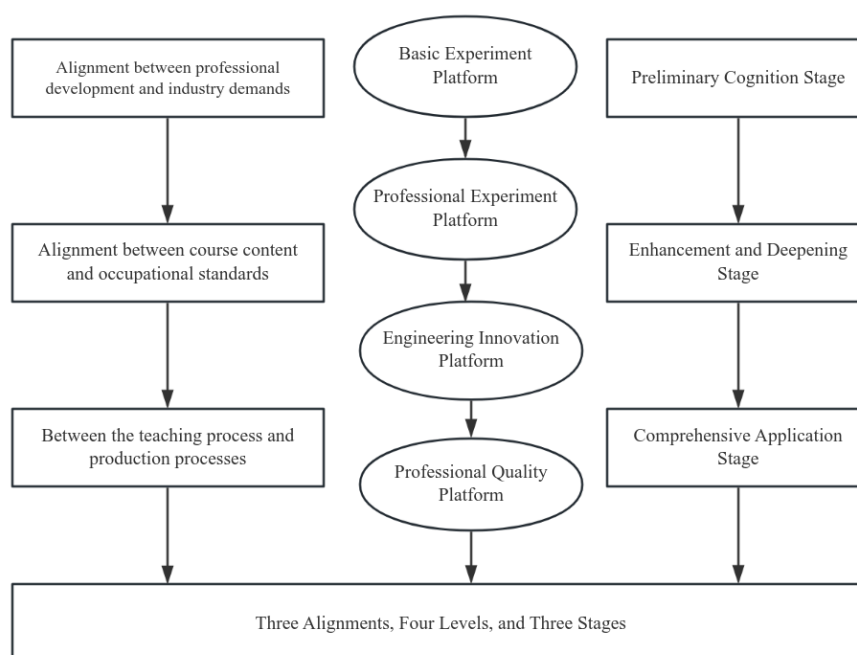 Alignment between professional
development and industry demands
Basic Experiment
Platform
Preliminary Cognition Stage
Professional Experiment
Platform
Alignment between course content
and occupational standards
Enhancement and Deepening
Stage
Engineering Innovation
Platform
Between the teaching process and
production processes
Comprehensive Application
Stage
Professional Quality
Platform
Three Alignments, Four Levels, and Three Stages